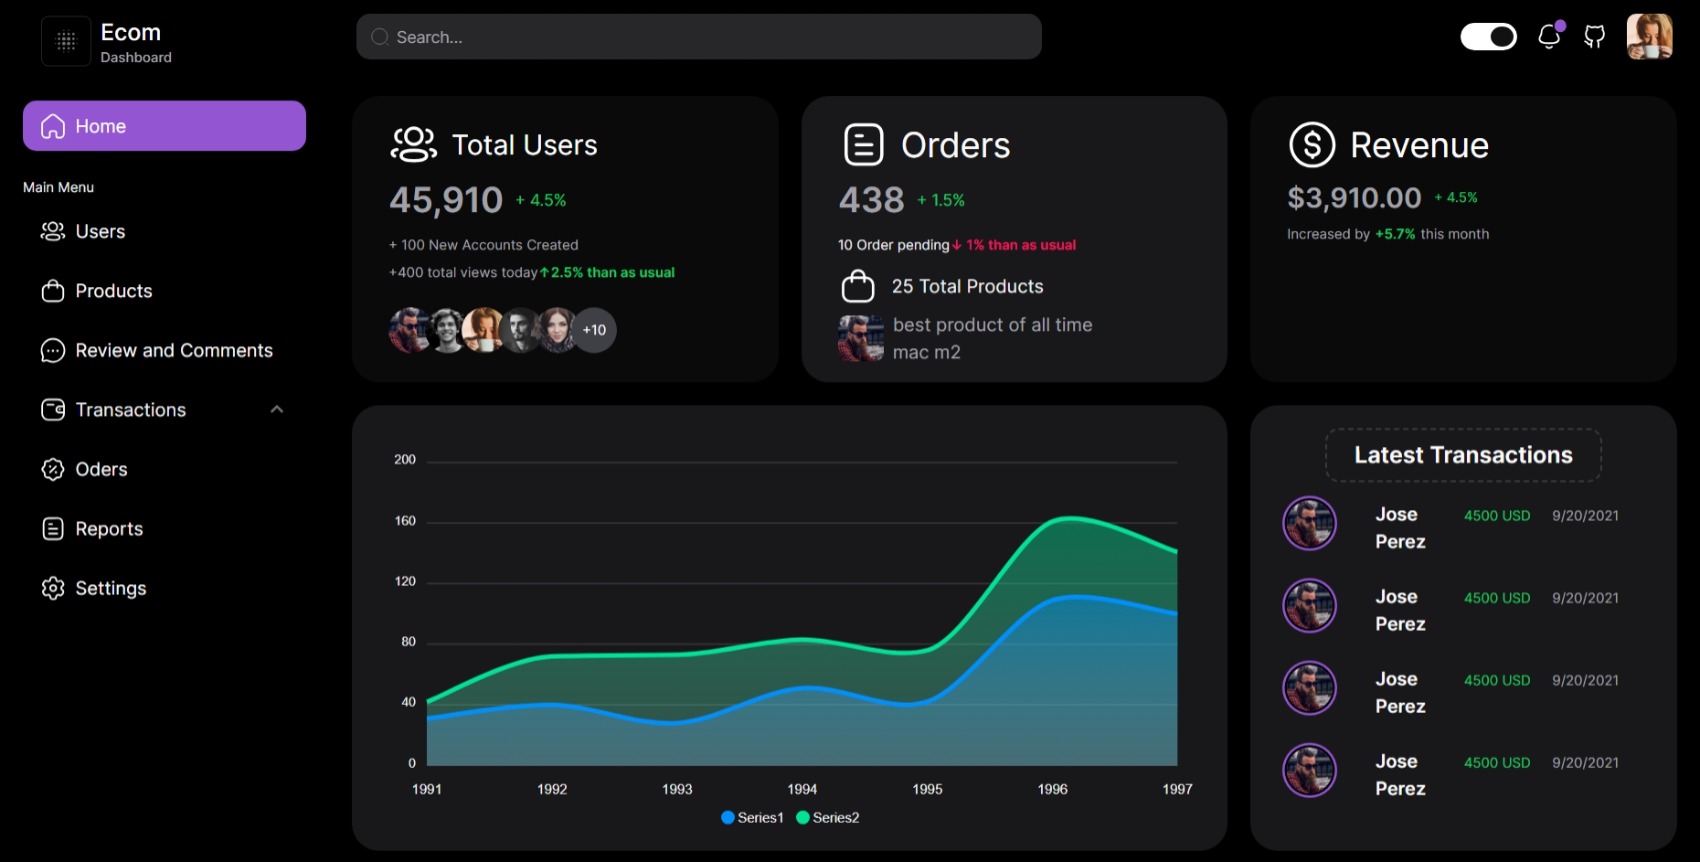 Ecom
Dashboard
Search...
Home
Main Menu
Users
Products
Review and Comments
Transactions
Oders
Reports
Settings
Total Users
45,910 + 4.5%
+ 100 New Accounts Created
+400 total views today↑2.5% than as usual
+10
Orders
438 + 1.5%
10 Order pending↓ 1% than as usual
25 Total Products
best product of all time
mac m2
$ Revenue
$3,910.00 + 4.5%
Increased by +5.7% this month
200
160
120
80
40
0
1991 1992 1993 1994 1995 1996 1997
Series1 Series2
Latest Transactions
Jose Perez 4500 USD 9/20/2021
Jose Perez 4500 USD 9/20/2021
Jose Perez 4500 USD 9/20/2021
Jose Perez 4500 USD 9/20/2021